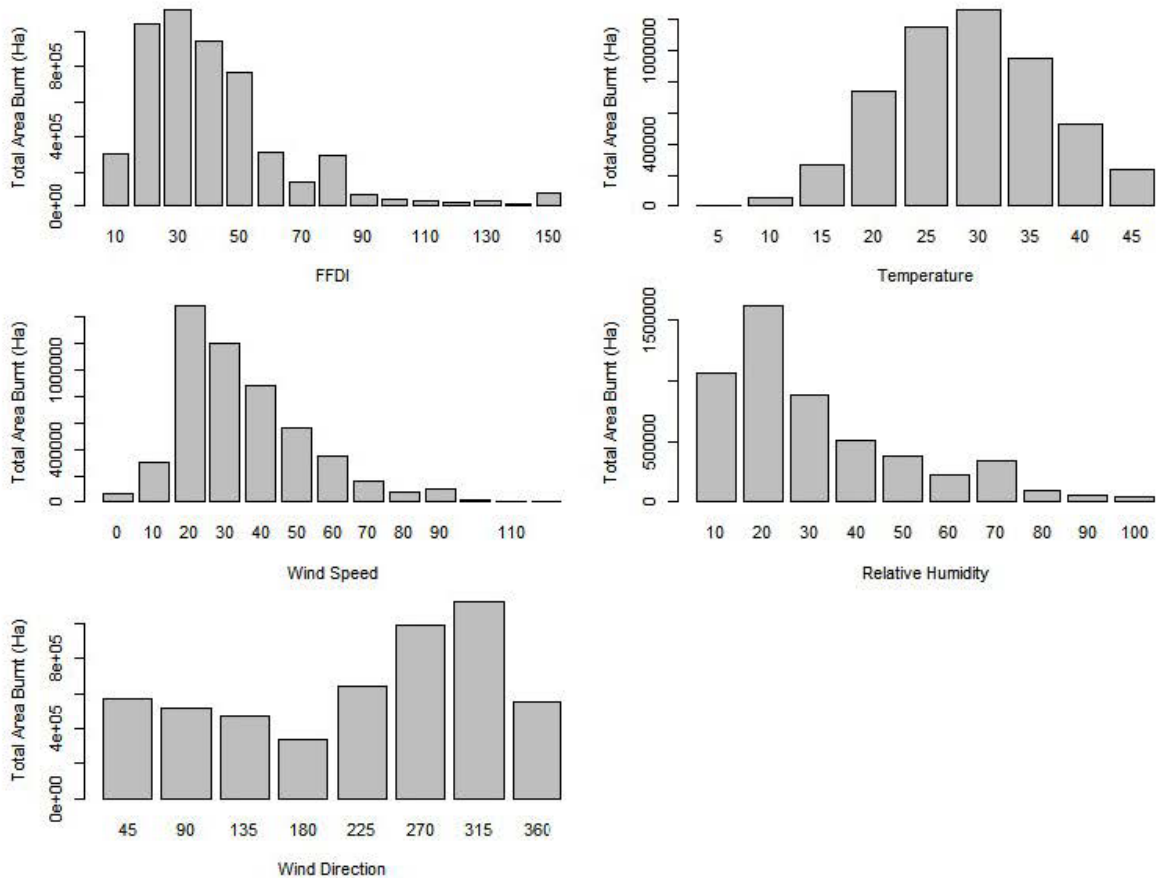 Total Area Burnt (Ha)
0e+00 4e+05 8e+05
10 30 50 70 90 110 130 150
FFDI
Total Area Burnt (Ha)
0 400000 1000000
5 10 15 20 25 30 35 40 45
Temperature
Total Area Burnt (Ha)
0 400000 1000000
0 10 20 30 40 50 60 70 80 90 110
Wind Speed
Total Area Burnt (Ha)
0 500000 1500000
10 20 30 40 50 60 70 80 90 100
Relative Humidity
Total Area Burnt (Ha)
0e+00 4e+05 8e+05
45 90 135 180 225 270 315 360
Wind Direction